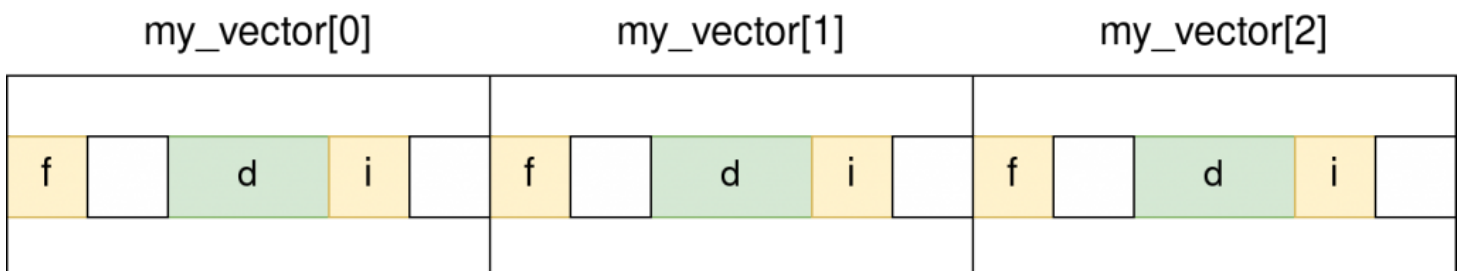 my_vector[0] my_vector[1] my_vector[2]
f d i f d i f d i